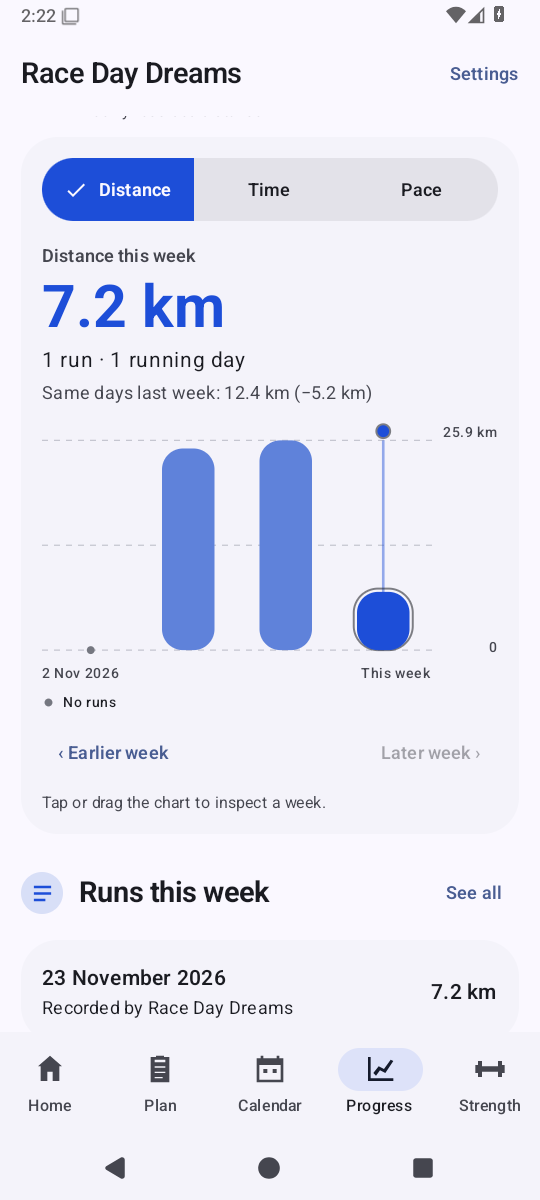 2:22
Race Day Dreams
Settings
Distance
Time
Pace
Distance this week
7.2 km
1 run · 1 running day
Same days last week: 12.4 km (−5.2 km)
25.9 km
0
2 Nov 2026
This week
No runs
‹ Earlier week
Later week ›
Tap or drag the chart to inspect a week.
Runs this week
See all
23 November 2026
7.2 km
Recorded by Race Day Dreams
Home
Plan
Calendar
Progress
Strength